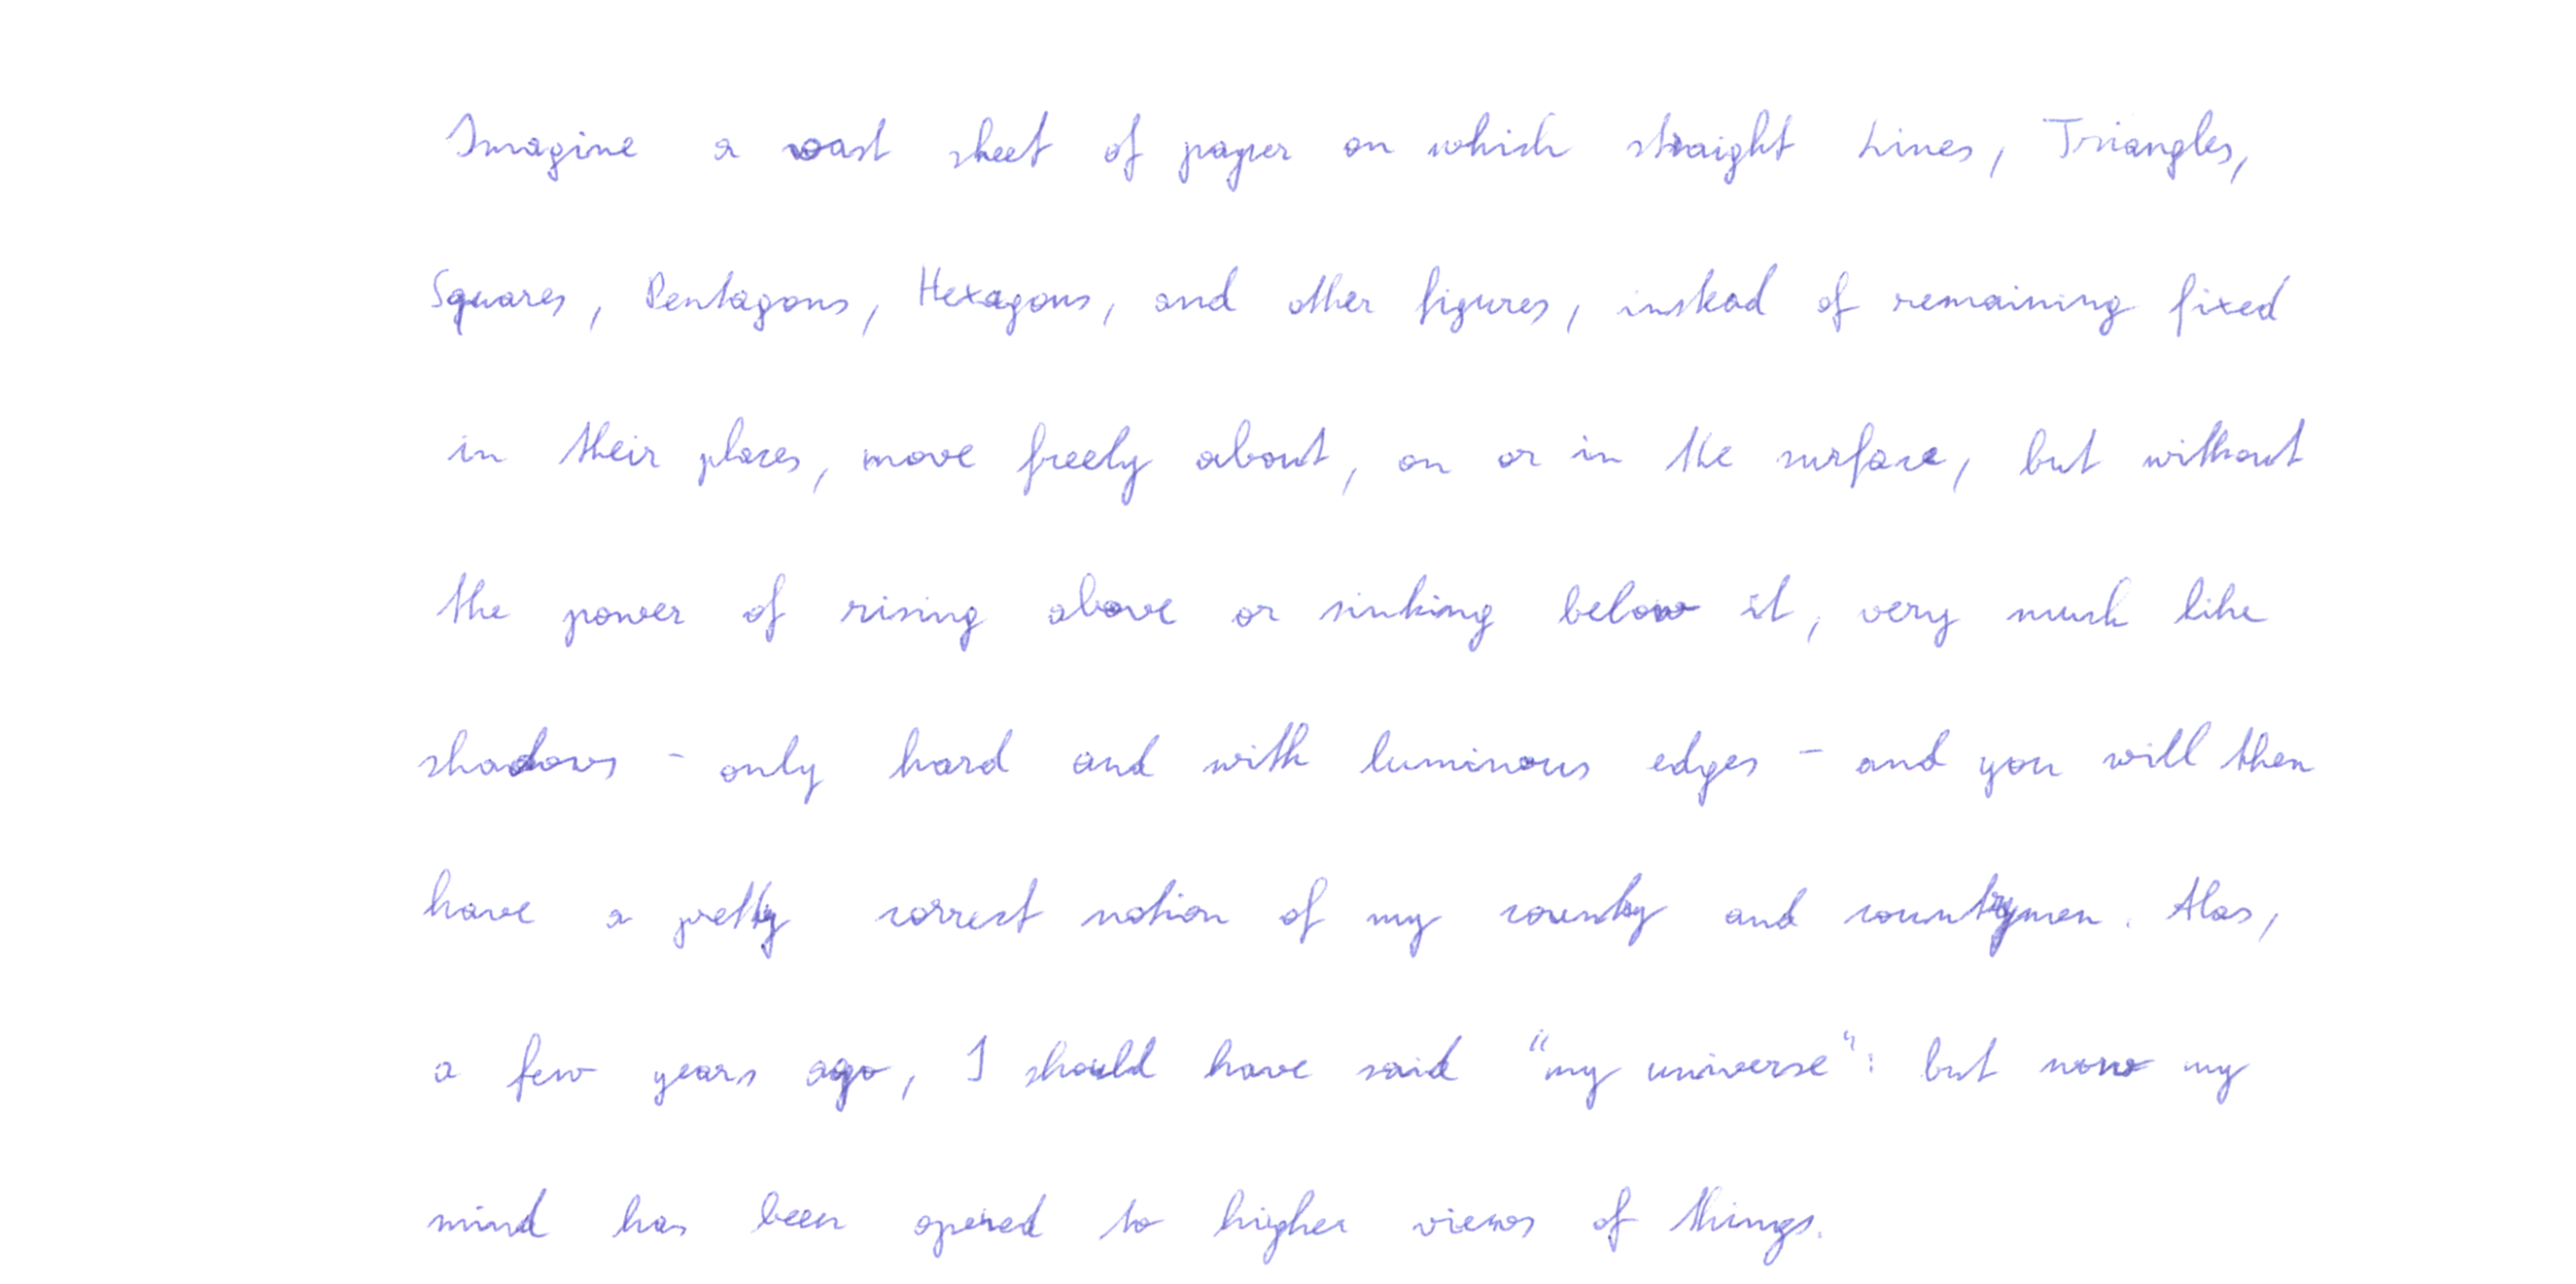 Imagine a vast sheet of paper on which straight Lines, Triangles,
Squares, Pentagons, Hexagons, and other figures, instead of remaining fixed
in their places, move freely about, on or in the surface, but without
the power of rising above or sinking below it, very much like
shadows - only hard and with luminous edges - and you will then
have a pretty correct notion of my country and countrymen. Alas,
a few years ago, I should have said "my universe": but now my
mind has been opened to higher views of things.